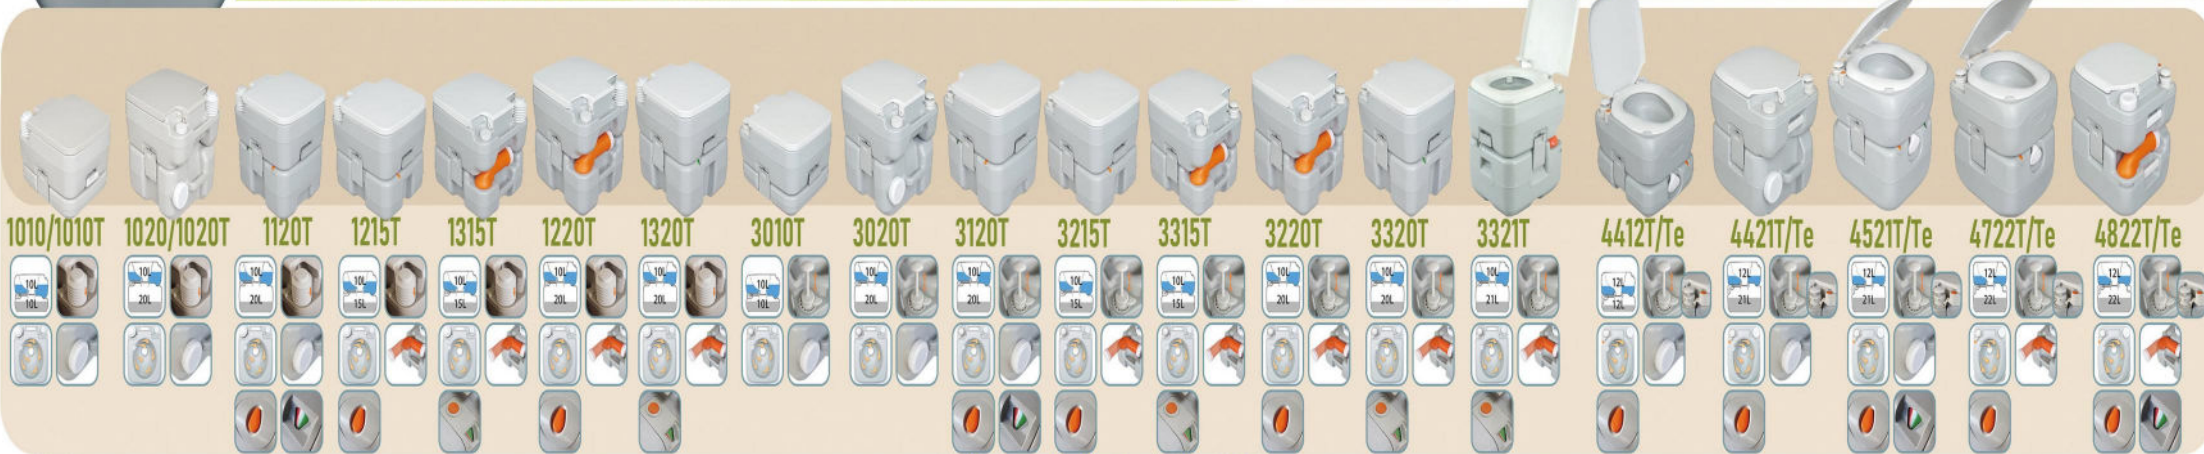 1010/1010T 1020/1020T 1120T 1215T 1315T 1220T 1320T 3010T 3020T 3120T 3215T 3315T 3220T 3320T 3321T 4412T/Te 4421T/Te 4521T/Te 4722T/Te 4822T/Te
10L 10L 10L 10L 10L 10L 10L 10L 10L 10L 10L 10L 10L 10L 10L 12L 12L 12L 12L 12L
10L 20L 20L 15L 15L 20L 20L 10L 20L 20L 15L 15L 20L 20L 21L 12L 21L 21L 22L 22L